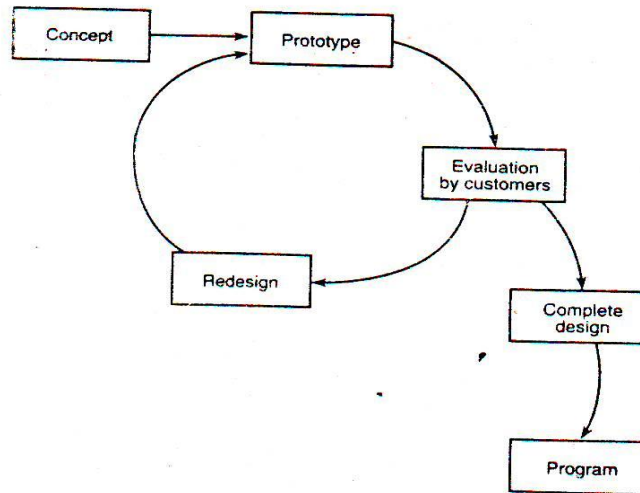 Concept
Prototype
Evaluation
by customers
Redesign
Complete
design
Program